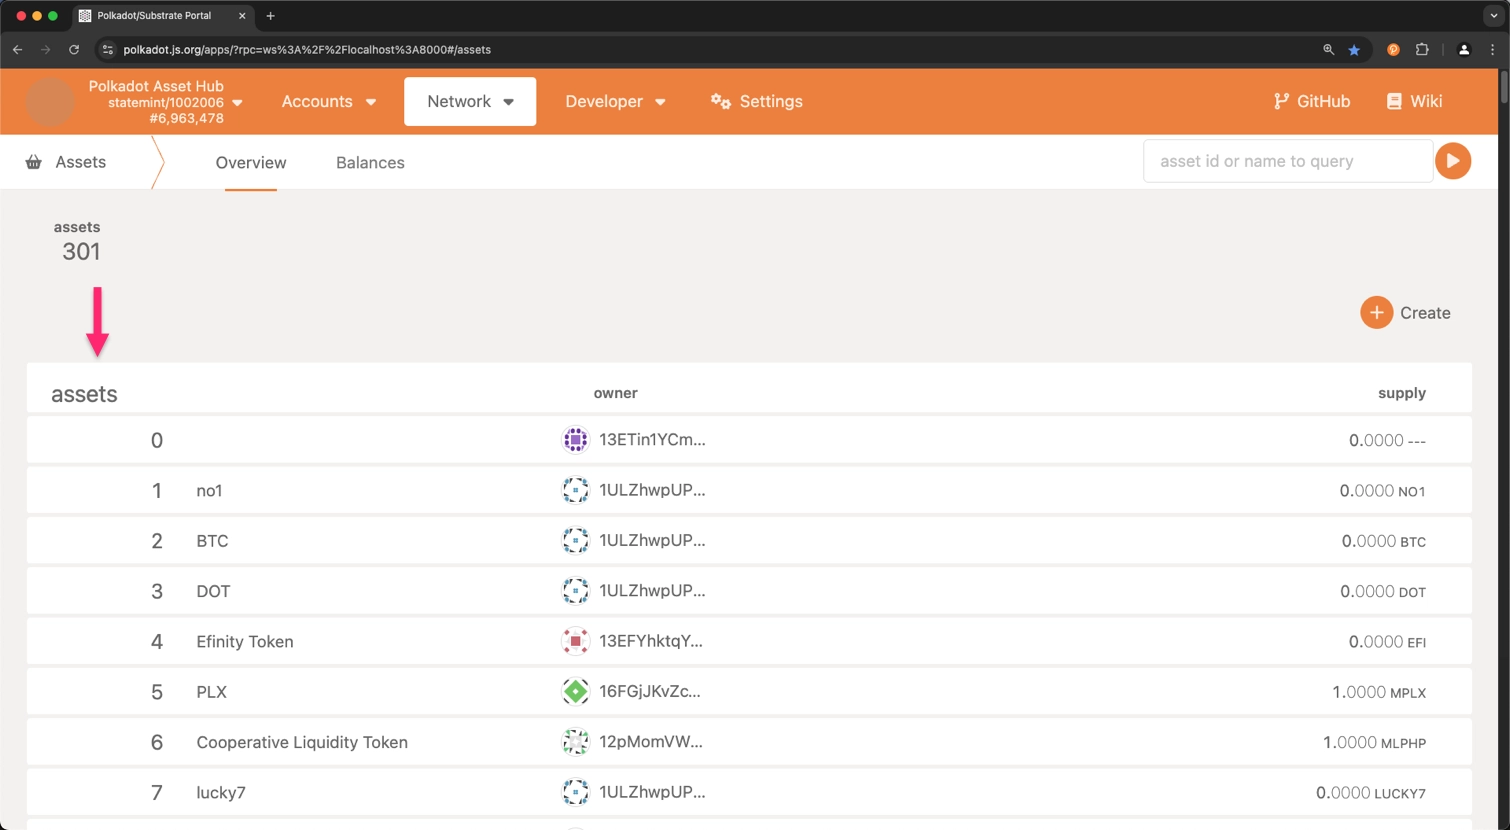 Polkadot/Substrate Portal
polkadot.js.org/apps/?rpc=ws%3A%2F%2Flocalhost%3A8000#/assets
Polkadot Asset Hub
statemint/1002006
#6,963,478
Accounts
Network
Developer
Settings
GitHub
Wiki
Assets
Overview
Balances
asset id or name to query
assets
301
Create
assets owner supply
0 13ETin1YCm... 0.0000 ---
1 no1 1ULZhwpUP... 0.0000 NO1
2 BTC 1ULZhwpUP... 0.0000 BTC
3 DOT 1ULZhwpUP... 0.0000 DOT
4 Efinity Token 13EFYhktqY... 0.0000 EFI
5 PLX 16FGjJKvZc... 1.0000 MPLX
6 Cooperative Liquidity Token 12pMomVW... 1.0000 MLPHP
7 lucky7 1ULZhwpUP... 0.0000 LUCKY7